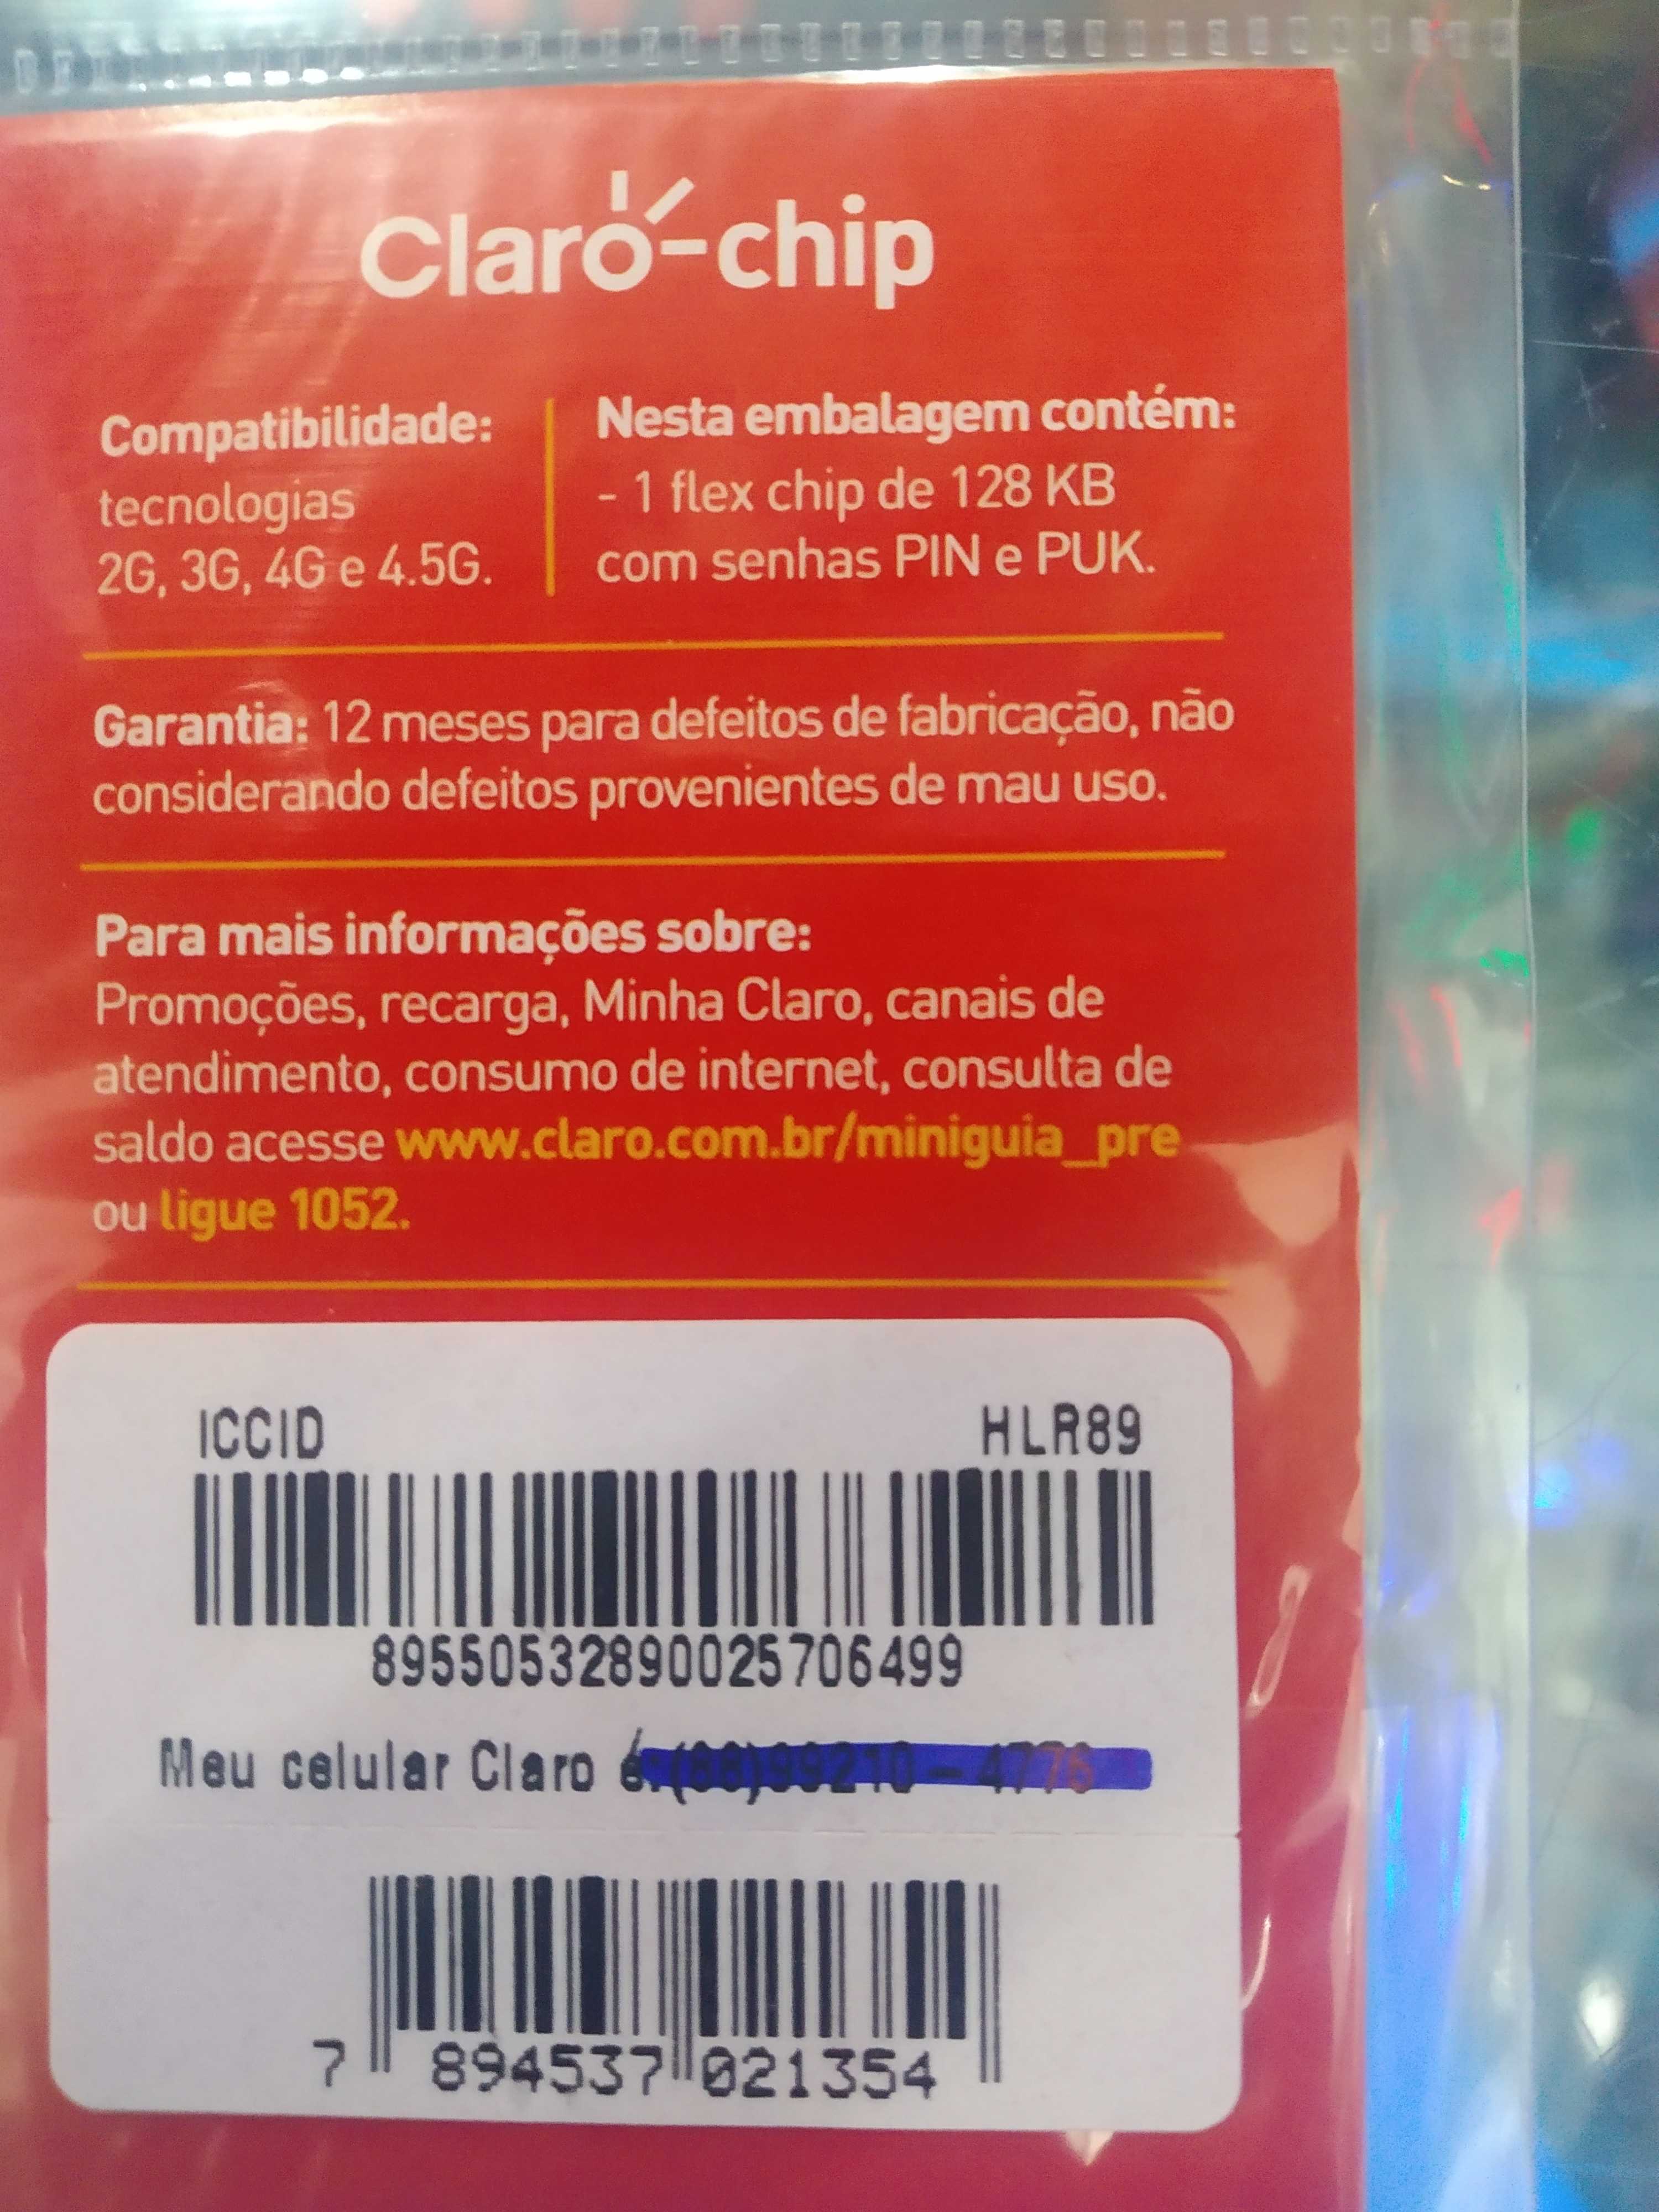 Claro-chip
Compatibilidade:
tecnologias
2G, 3G, 4G e 4.5G.
Nesta embalagem contém:
- 1 flex chip de 128 KB
com senhas PIN e PUK.
Garantia: 12 meses para defeitos de fabricação, não
considerando defeitos provenientes de mau uso.
Para mais informações sobre:
Promoções, recarga, Minha Claro, canais de
atendimento, consumo de internet, consulta de
saldo acesse www.claro.com.br/miniguia_pre
ou ligue 1052.
ICCID HLR89
89550532890025706499
Meu celular Claro é:
7 894537 021354